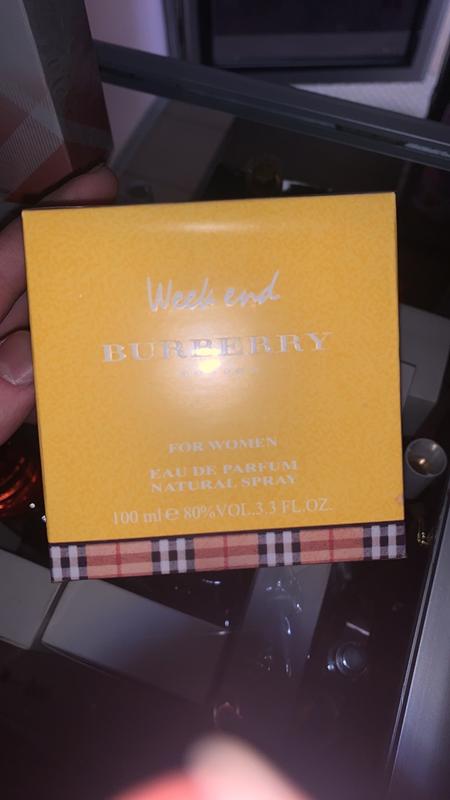 Week end
BURBERRY
FOR WOMEN
EAU DE PARFUM
NATURAL SPRAY
100 ml ℮ 80%VOL.3.3 FL.OZ.